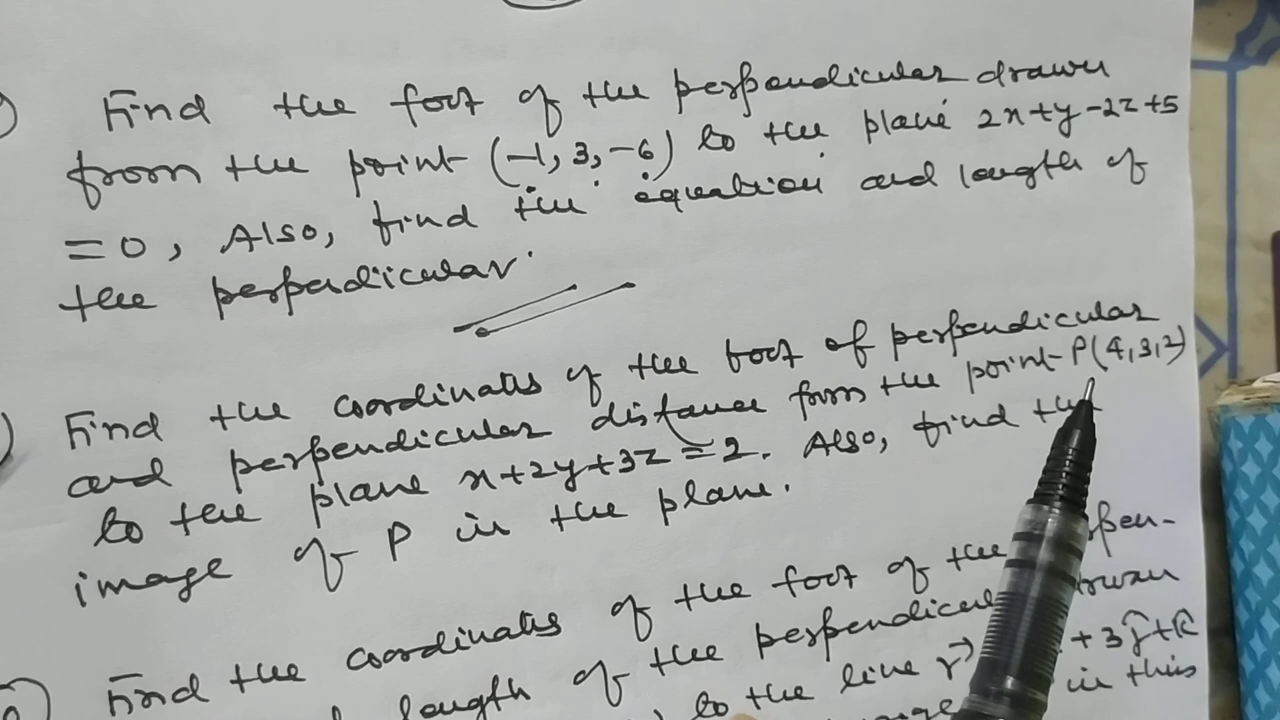 Find the foot of the perpendicular drawn
from the point (-1, 3, -6) to the plane 2x+y-2z+5
=0, Also, find the equation and length of
the perpendicular.
Find the coordinates of the foot of perpendicular
and perpendicular distance from the point P(4,3,2)
to the plane x+2y+3z=2. Also, find the
image of P in the plane.
Find the coordinates of the foot of the
length of the perpendicular
to the line r⃗ +3ĵ+k̂
in this